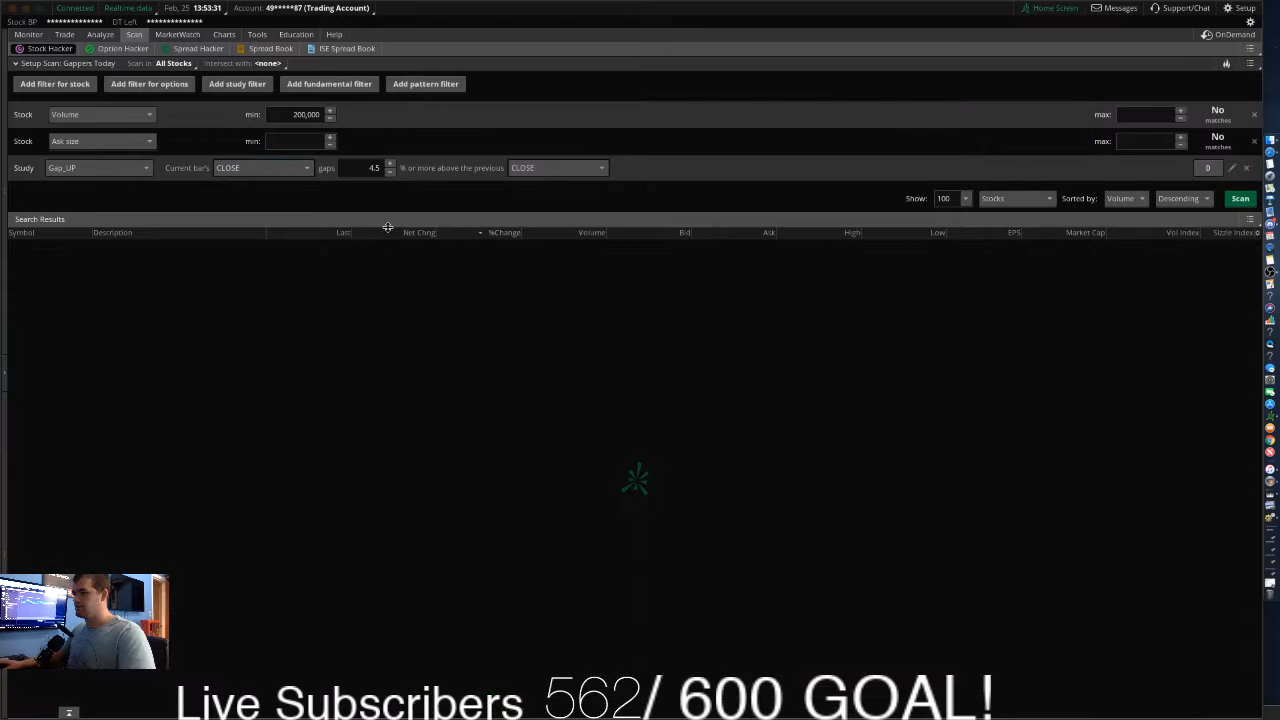 Connected Realtime data Feb, 25 13:53:31 Account: 49*****87 (Trading Account) Home Screen Messages Support/Chat Setup
Stock BP ************** DT Left **************
Monitor Trade Analyze Scan MarketWatch Charts Tools Education Help OnDemand
Stock Hacker Option Hacker Spread Hacker Spread Book ISE Spread Book
Setup Scan: Gappers Today Scan in: All Stocks Intersect with: <none>
Add filter for stock Add filter for options Add study filter Add fundamental filter Add pattern filter
Stock Volume min: 200,000 max: No matches
Stock Ask size min: max: No matches
Study Gap_UP Current bar's CLOSE gaps 4.5 % or more above the previous CLOSE D
Show: 100 Stocks Sorted by: Volume Descending Scan
Search Results
Symbol Description Last Net Chng %Change Volume Bid Ask High Low EPS Market Cap Vol Index Sizzle Index
Live Subscribers 562/ 600 GOAL!